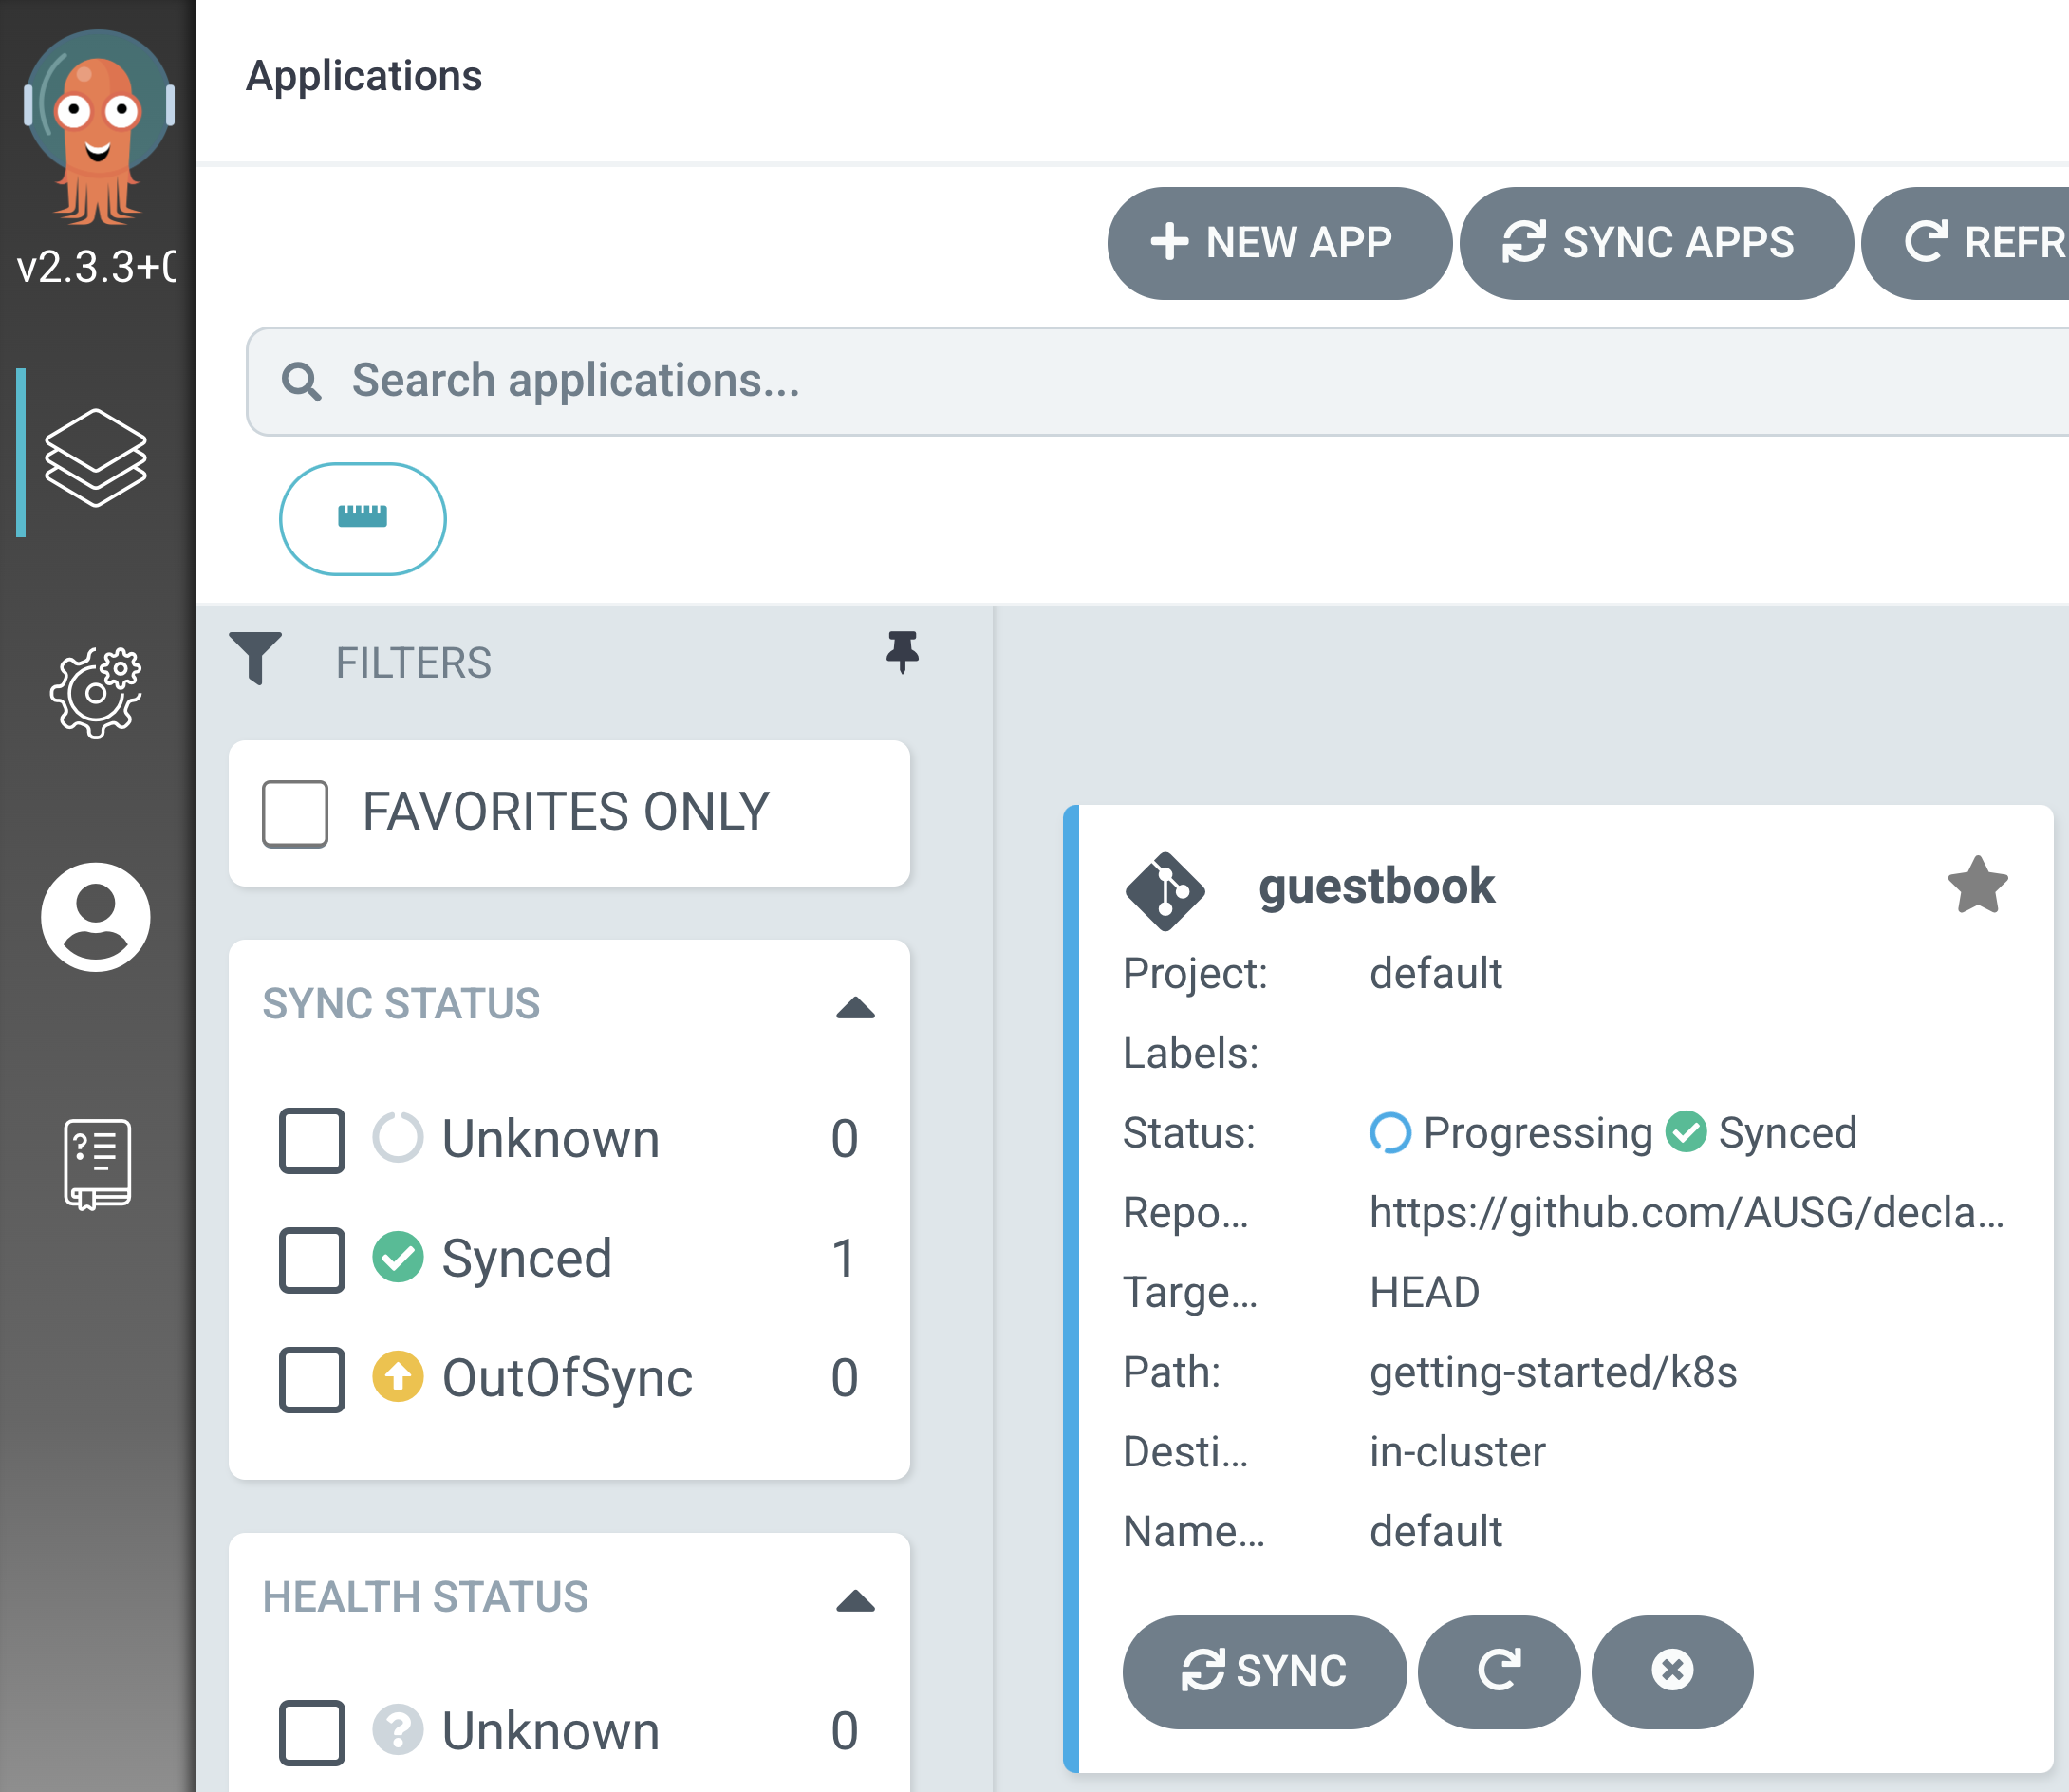 Applications
v2.3.3+
NEW APP
SYNC APPS
REFR
Search applications...
FILTERS
FAVORITES ONLY
SYNC STATUS
Unknown 0
Synced 1
OutOfSync 0
HEALTH STATUS
Unknown 0
guestbook
Project: default
Labels:
Status: Progressing Synced
Repo... https://github.com/AUSG/decla...
Targe... HEAD
Path: getting-started/k8s
Desti... in-cluster
Name... default
SYNC